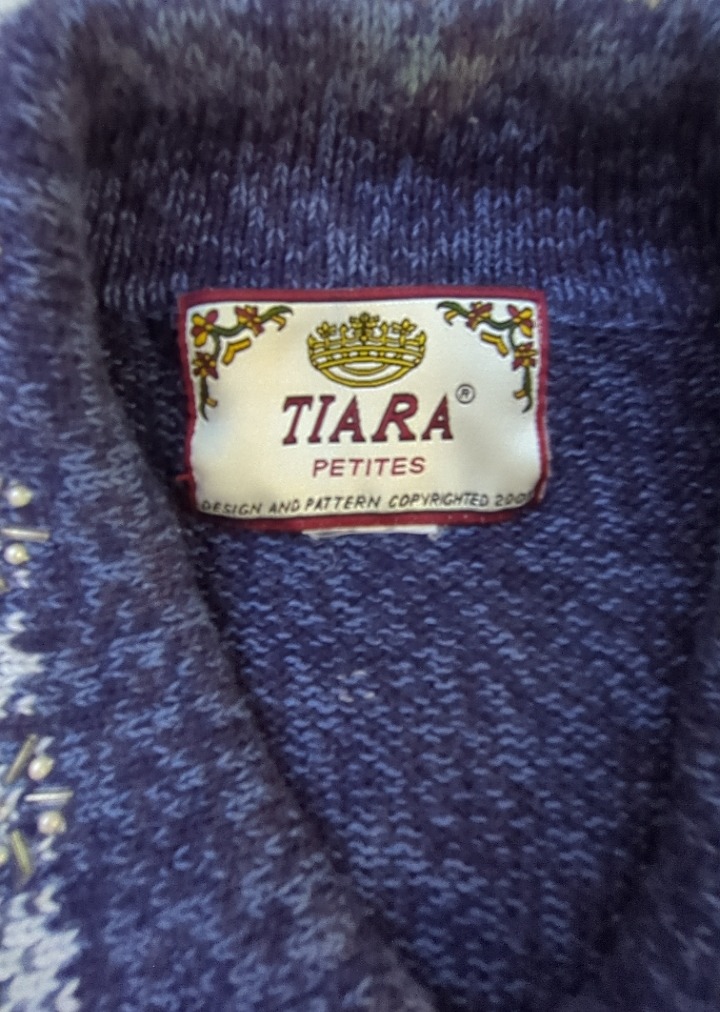 TIARA®
PETITES
DESIGN AND PATTERN COPYRIGHTED